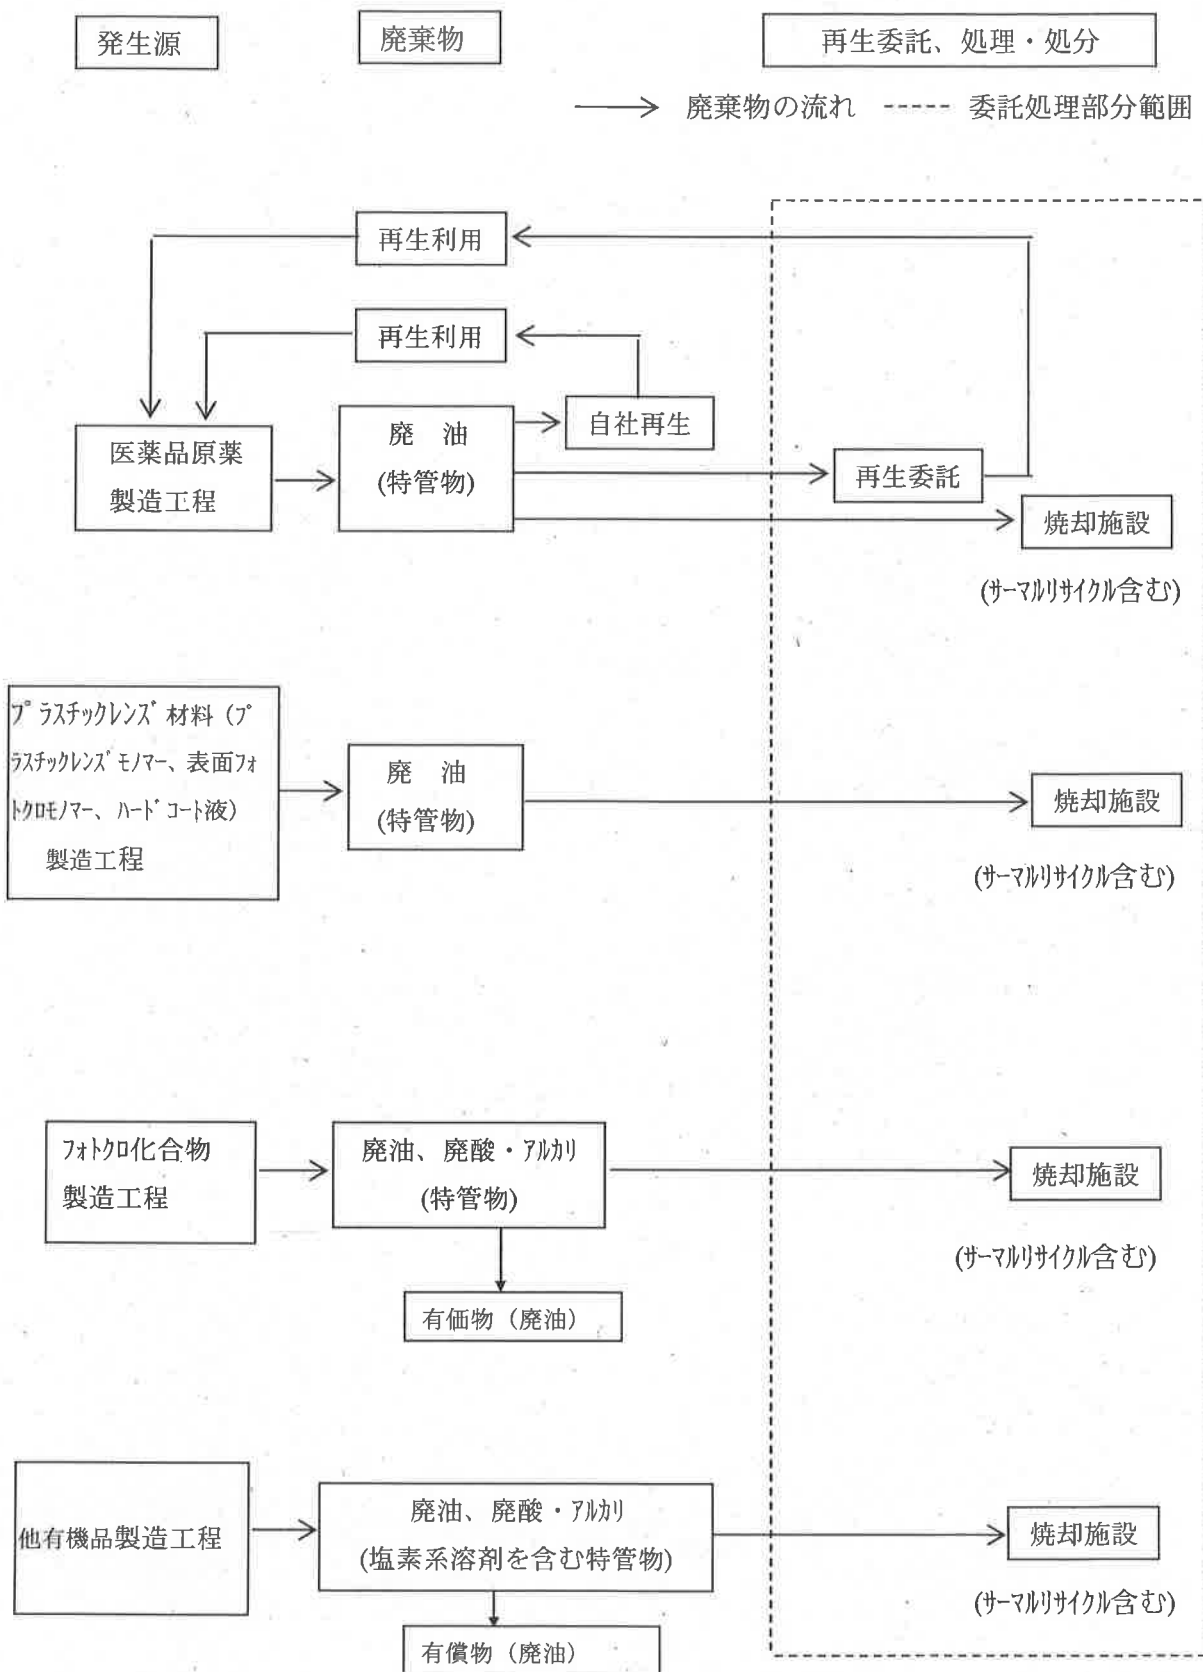 発生源
廃棄物
再生委託、処理・処分
廃棄物の流れ
委託処理部分範囲
再生利用
再生利用
自社再生
医薬品原薬
製造工程
廃 油
(特管物)
再生委託
焼却施設
(ｻｰﾏﾙﾘｻｲｸﾙ含む)
ﾌﾟﾗｽﾁｯｸﾚﾝｽﾞ材料（ﾌﾟ
ﾗｽﾁｯｸﾚﾝｽﾞﾓﾉﾏｰ、表面ﾌｫ
ﾄｸﾛﾓﾉﾏｰ、ﾊｰﾄﾞｺｰﾄ液）
製造工程
廃 油
(特管物)
焼却施設
(ｻｰﾏﾙﾘｻｲｸﾙ含む)
ﾌｫﾄｸﾛ化合物
製造工程
廃油、廃酸・ｱﾙｶﾘ
(特管物)
焼却施設
(ｻｰﾏﾙﾘｻｲｸﾙ含む)
有価物（廃油）
他有機品製造工程
廃油、廃酸・ｱﾙｶﾘ
(塩素系溶剤を含む特管物)
焼却施設
(ｻｰﾏﾙﾘｻｲｸﾙ含む)
有償物（廃油）